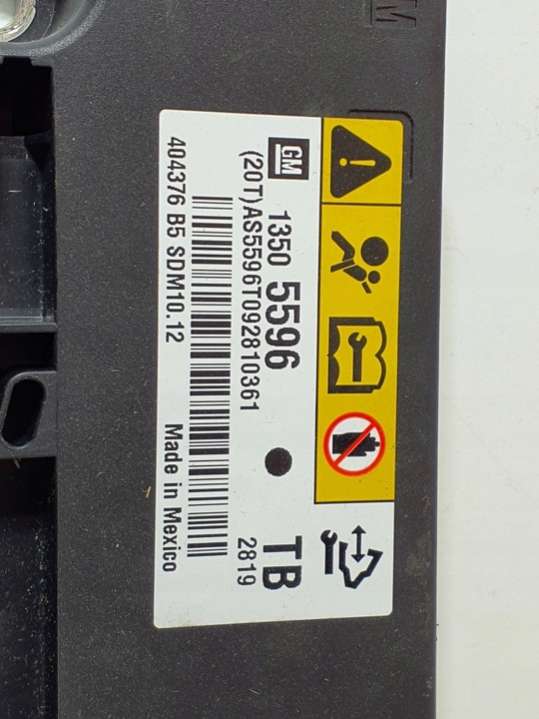 GM
1350 5596 TB
(20T)AS5596T092810361 2819
404376 B5 SDM10.12 Made in Mexico